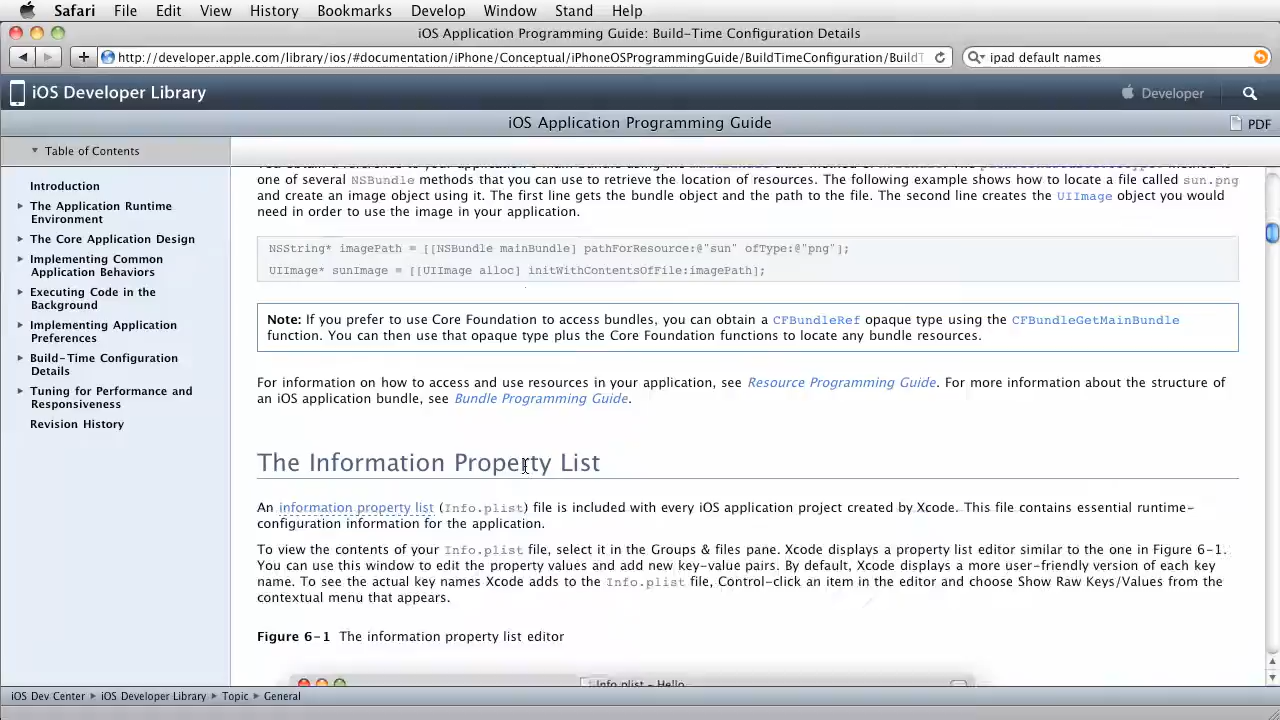 Safari File Edit View History Bookmarks Develop Window Stand Help
iOS Application Programming Guide: Build-Time Configuration Details
http://developer.apple.com/library/ios/#documentation/iPhone/Conceptual/iPhoneOSProgrammingGuide/BuildTimeConfiguration/BuildT
ipad default names
iOS Developer Library
Developer
iOS Application Programming Guide
PDF
Table of Contents
Introduction
The Application Runtime
Environment
The Core Application Design
Implementing Common
Application Behaviors
Executing Code in the
Background
Implementing Application
Preferences
Build-Time Configuration
Details
Tuning for Performance and
Responsiveness
Revision History
one of several NSBundle methods that you can use to retrieve the location of resources. The following example shows how to locate a file called sun.png
and create an image object using it. The first line gets the bundle object and the path to the file. The second line creates the UIImage object you would
need in order to use the image in your application.
NSString* imagePath = [[NSBundle mainBundle] pathForResource:@"sun" ofType:@"png"];
UIImage* sunImage = [[UIImage alloc] initWithContentsOfFile:imagePath];
Note: If you prefer to use Core Foundation to access bundles, you can obtain a CFBundleRef opaque type using the CFBundleGetMainBundle
function. You can then use that opaque type plus the Core Foundation functions to locate any bundle resources.
For information on how to access and use resources in your application, see Resource Programming Guide. For more information about the structure of
an iOS application bundle, see Bundle Programming Guide.
The Information Property List
An information property list (Info.plist) file is included with every iOS application project created by Xcode. This file contains essential runtime-
configuration information for the application.
To view the contents of your Info.plist file, select it in the Groups & files pane. Xcode displays a property list editor similar to the one in Figure 6-1.
You can use this window to edit the property values and add new key-value pairs. By default, Xcode displays a more user-friendly version of each key
name. To see the actual key names Xcode adds to the Info.plist file, Control-click an item in the editor and choose Show Raw Keys/Values from the
contextual menu that appears.
Figure 6-1 The information property list editor
Info.plist - Hello
iOS Dev Center iOS Developer Library Topic General